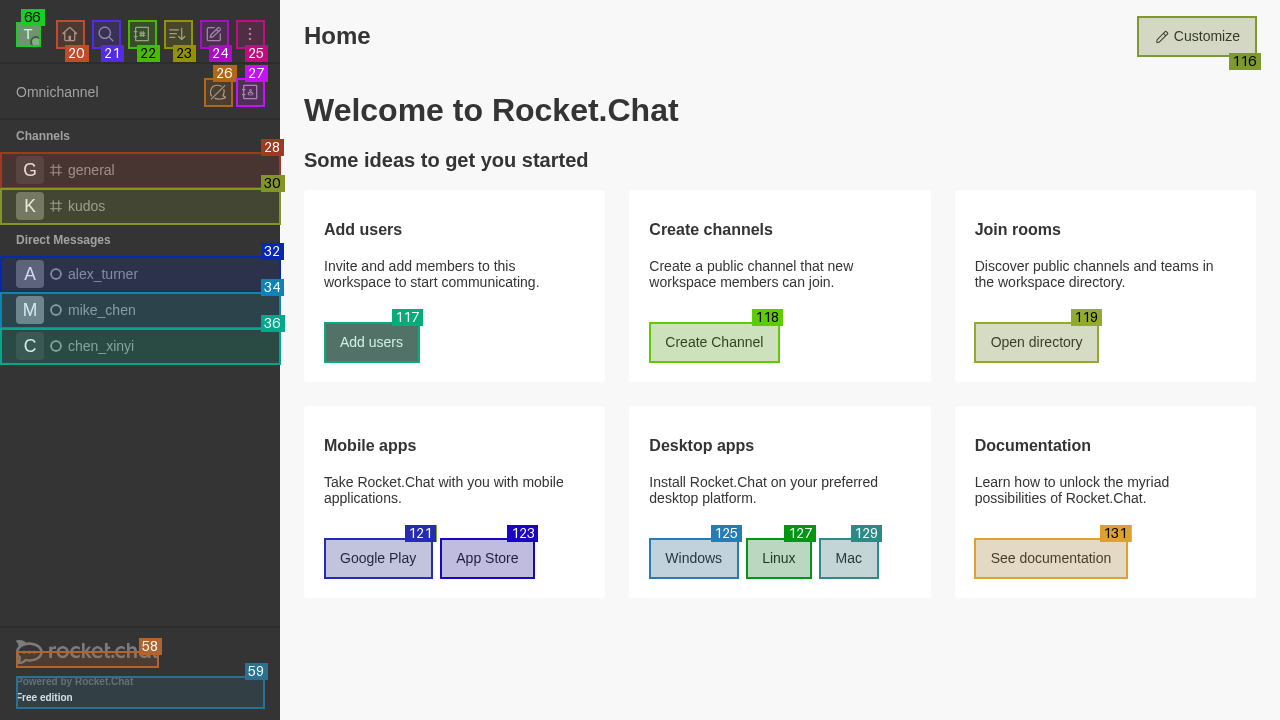 66
T
20
21
22
23
24
25
Omnichannel
26
27
Channels
28
G general
30
K kudos
Direct Messages
32
A alex_turner
34
M mike_chen
36
C chen_xinyi
58
rocket.chat
59
Powered by Rocket.Chat
Free edition
Home
Customize
116
Welcome to Rocket.Chat
Some ideas to get you started
Add users
Invite and add members to this
workspace to start communicating.
117
Add users
Create channels
Create a public channel that new
workspace members can join.
118
Create Channel
Join rooms
Discover public channels and teams in
the workspace directory.
119
Open directory
Mobile apps
Take Rocket.Chat with you with mobile
applications.
121
123
Google Play
App Store
Desktop apps
Install Rocket.Chat on your preferred
desktop platform.
125
127
129
Windows
Linux
Mac
Documentation
Learn how to unlock the myriad
possibilities of Rocket.Chat.
131
See documentation